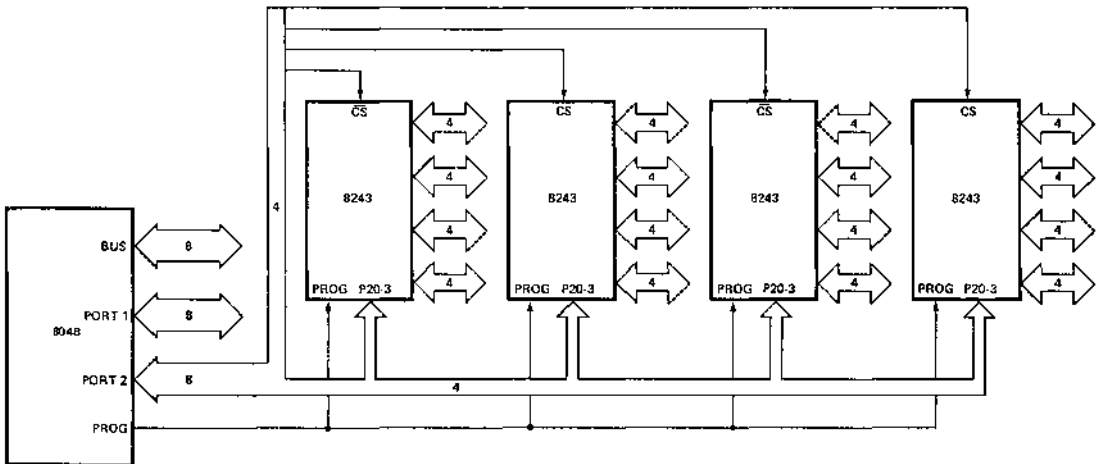 CS CS CS CS
4 4 4 4
4 4 4 4
8243 8243 8243 8243
4
4 4 4 4
BUS 8
4 4 4 4
PROG P20-3 PROG P20-3 PROG P20-3 PROG P20-3
PORT 1 8
8048
PORT 2 8
4
PROG